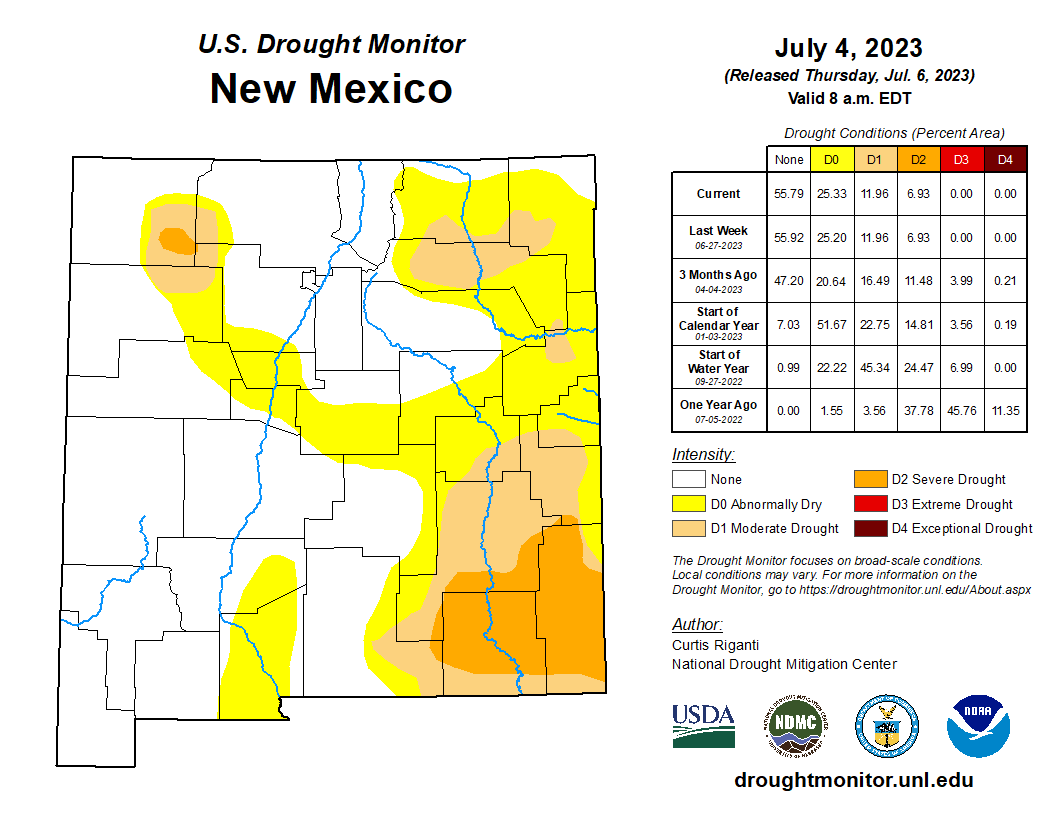 U.S. Drought Monitor
New Mexico
July 4, 2023
(Released Thursday, Jul. 6, 2023)
Valid 8 a.m. EDT
Drought Conditions (Percent Area)
None D0 D1 D2 D3 D4
Current 55.79 25.33 11.96 6.93 0.00 0.00
Last Week
06-27-2023
55.92 25.20 11.96 6.93 0.00 0.00
3 Months Ago
04-04-2023
47.20 20.64 16.49 11.48 3.99 0.21
Start of
Calendar Year
01-03-2023
7.03 51.67 22.75 14.81 3.56 0.19
Start of
Water Year
09-27-2022
0.99 22.22 45.34 24.47 6.99 0.00
One Year Ago
07-05-2022
0.00 1.55 3.56 37.78 45.76 11.35
Intensity:
None
D0 Abnormally Dry
D1 Moderate Drought
D2 Severe Drought
D3 Extreme Drought
D4 Exceptional Drought
The Drought Monitor focuses on broad-scale conditions.
Local conditions may vary. For more information on the
Drought Monitor, go to https://droughtmonitor.unl.edu/About.aspx
Author:
Curtis Riganti
National Drought Mitigation Center
USDA
NDMC
NOAA
droughtmonitor.unl.edu